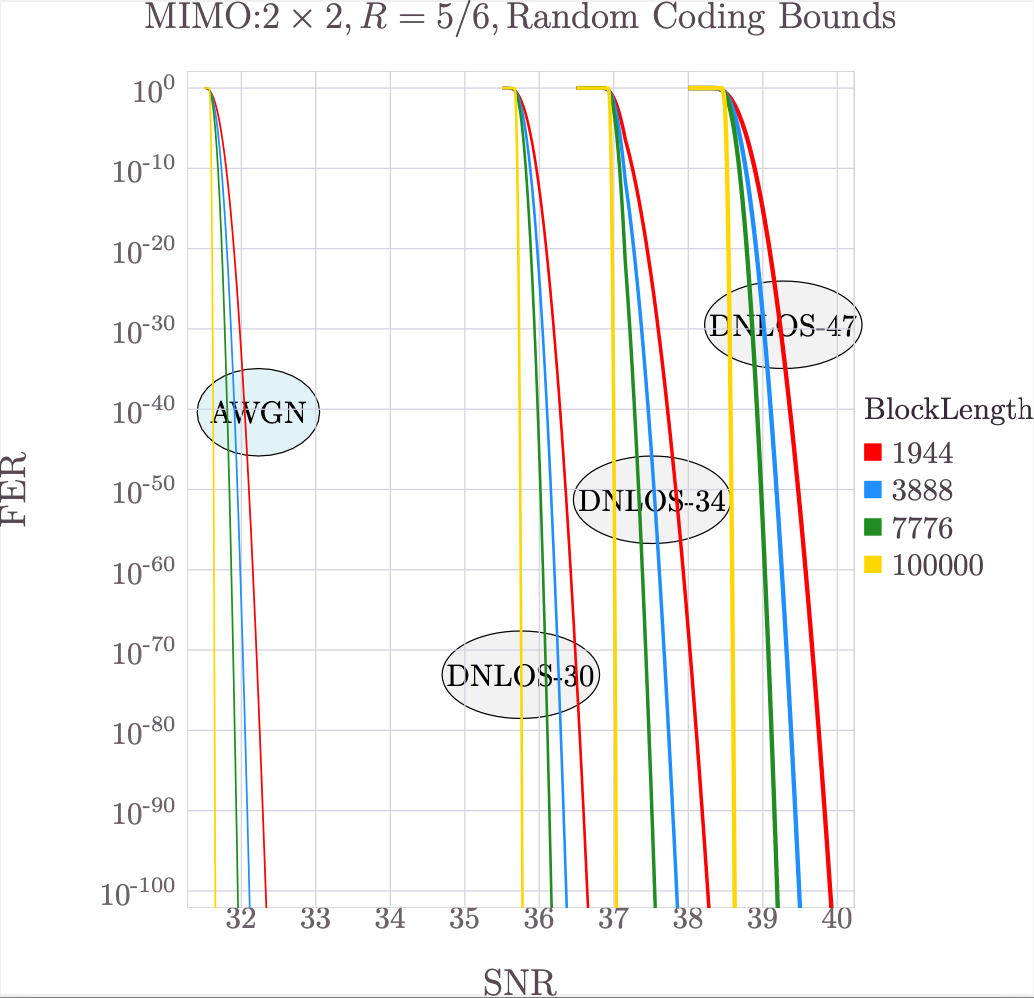 MIMO:2 × 2, R = 5/6, Random Coding Bounds
10^0
10^-10
10^-20
10^-30
10^-40
10^-50
10^-60
10^-70
10^-80
10^-90
10^-100
FER
AWGN
DNLOS-30
DNLOS-34
DNLOS-47
BlockLength
1944
3888
7776
100000
32 33 34 35 36 37 38 39 40
SNR